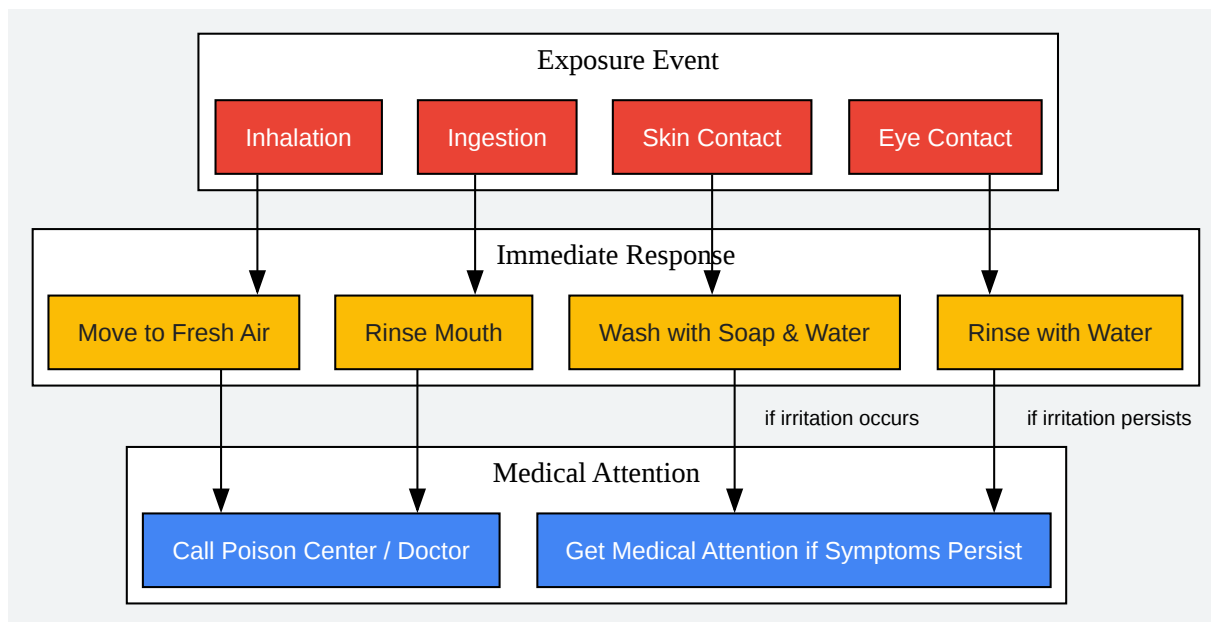 Exposure Event
Inhalation
Ingestion
Skin Contact
Eye Contact
Immediate Response
Move to Fresh Air
Rinse Mouth
Wash with Soap & Water
Rinse with Water
if irritation occurs
if irritation persists
Medical Attention
Call Poison Center / Doctor
Get Medical Attention if Symptoms Persist